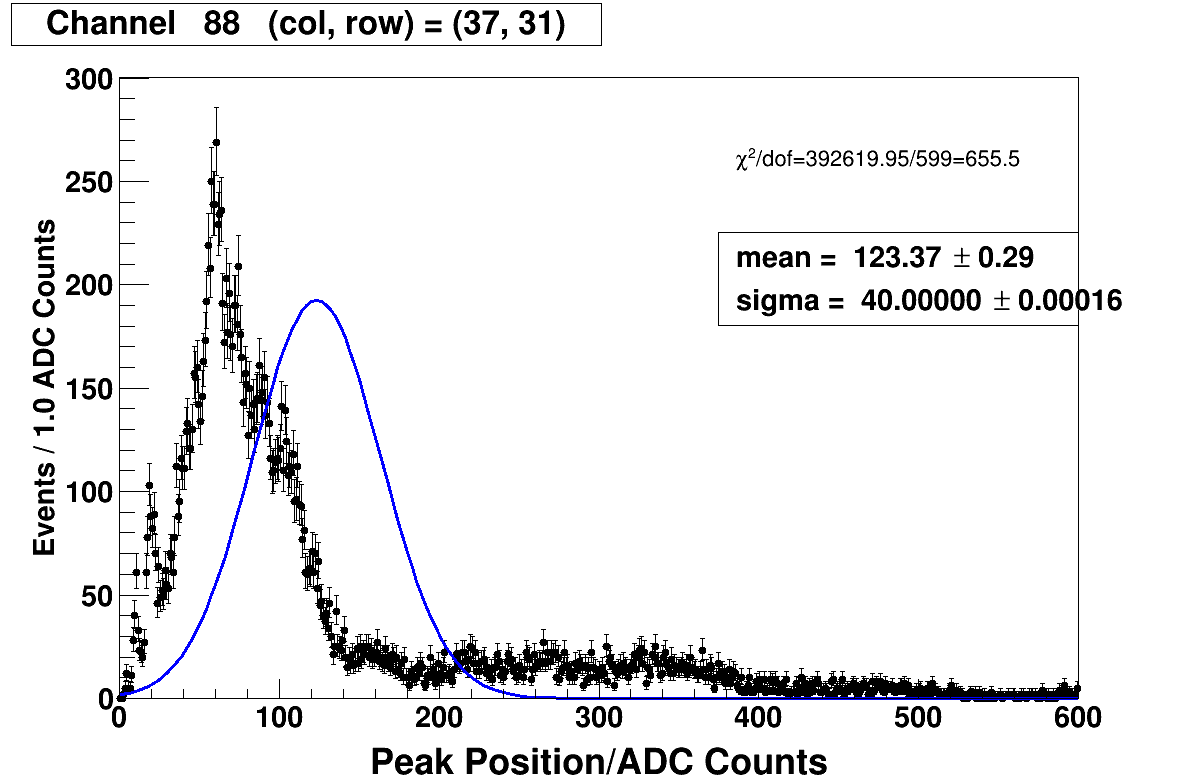 Channel 88 (col, row) = (37, 31)
300
250
200
150
100
50
0
Events / 1.0 ADC Counts
χ²/dof=392619.95/599=655.5
mean = 123.37 ± 0.29
sigma = 40.00000 ± 0.00016
0 100 200 300 400 500 600
Peak Position/ADC Counts